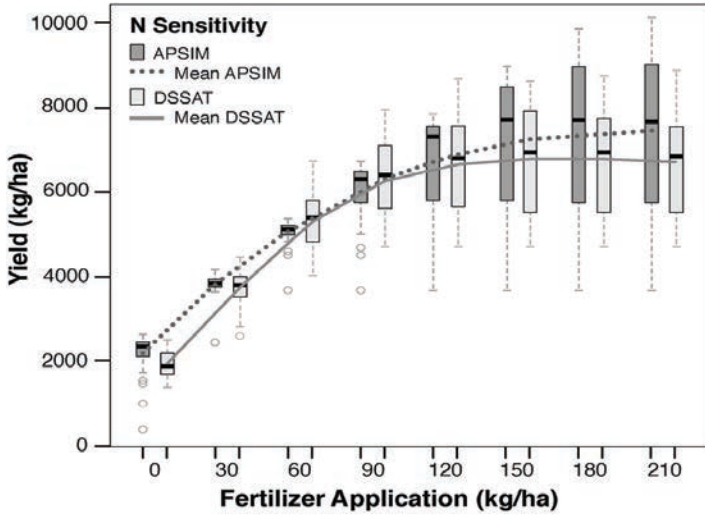 N Sensitivity
APSIM
Mean APSIM
DSSAT
Mean DSSAT
10000
8000
6000
4000
2000
0
Yield (kg/ha)
0 30 60 90 120 150 180 210
Fertilizer Application (kg/ha)